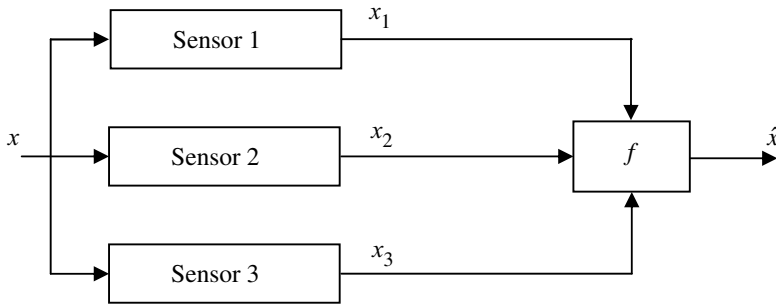 Sensor 1
x₁
x
Sensor 2
x₂
f
x̂
Sensor 3
x₃